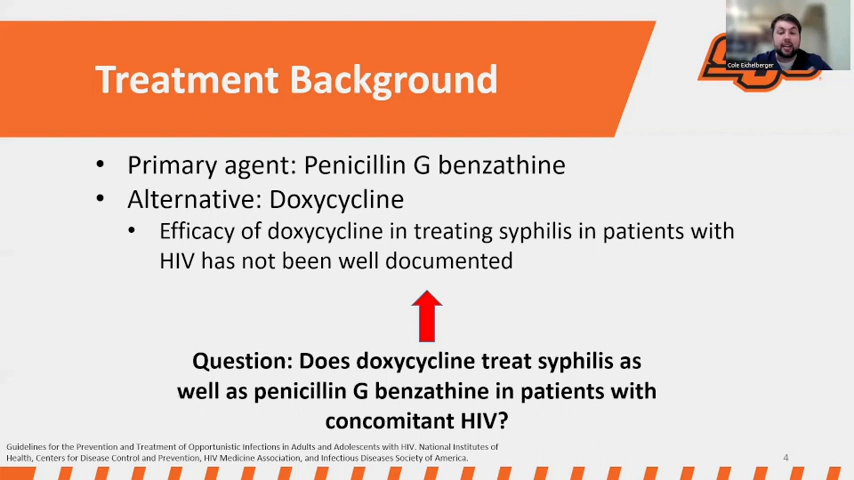 Cole Eichelberger
Treatment Background
• Primary agent: Penicillin G benzathine
• Alternative: Doxycycline
• Efficacy of doxycycline in treating syphilis in patients with
HIV has not been well documented
Question: Does doxycycline treat syphilis as
well as penicillin G benzathine in patients with
concomitant HIV?
Guidelines for the Prevention and Treatment of Opportunistic Infections in Adults and Adolescents with HIV. National Institutes of
Health, Centers for Disease Control and Prevention, HIV Medicine Association, and Infectious Diseases Society of America.
4